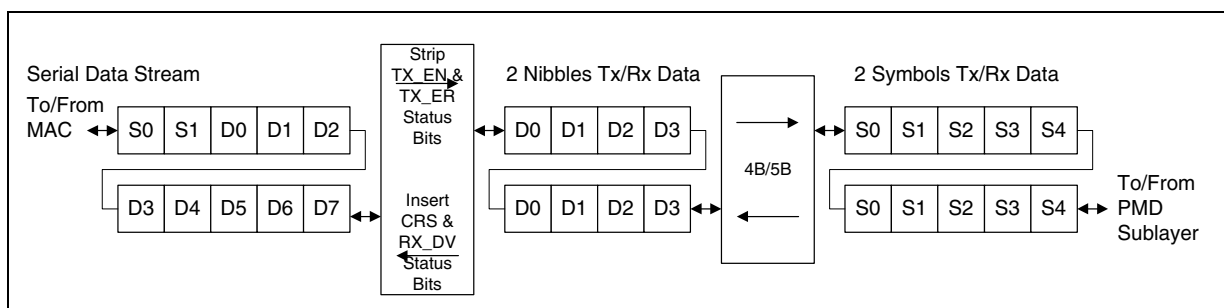 Serial Data Stream
To/From
MAC
S0 S1 D0 D1 D2
D3 D4 D5 D6 D7
Strip
TX_EN &
TX_ER
Status
Bits
Insert
CRS &
RX_DV
Status
Bits
2 Nibbles Tx/Rx Data
D0 D1 D2 D3
D0 D1 D2 D3
4B/5B
2 Symbols Tx/Rx Data
S0 S1 S2 S3 S4
S0 S1 S2 S3 S4
To/From
PMD
Sublayer